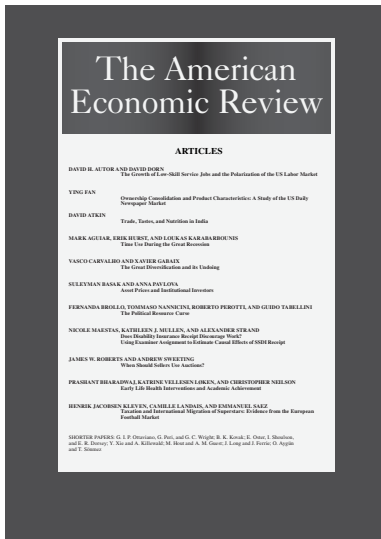 The American
Economic Review
ARTICLES
DAVID H. AUTOR AND DAVID DORN
The Growth of Low-Skill Service Jobs and the Polarization of the US Labor Market
YING FAN
Ownership Consolidation and Product Characteristics: A Study of the US Daily
Newspaper Market
DAVID ATKIN
Trade, Tastes, and Nutrition in India
MARK AGUIAR, ERIK HURST, AND LOUKAS KARABARBOUNIS
Time Use During the Great Recession
VASCO CARVALHO AND XAVIER GABAIX
The Great Diversification and its Undoing
SULEYMAN BASAK AND ANNA PAVLOVA
Asset Prices and Institutional Investors
FERNANDA BROLLO, TOMMASO NANNICINI, ROBERTO PEROTTI, AND GUIDO TABELLINI
The Political Resource Curse
NICOLE MAESTAS, KATHLEEN J. MULLEN, AND ALEXANDER STRAND
Does Disability Insurance Receipt Discourage Work?
Using Examiner Assignment to Estimate Causal Effects of SSDI Receipt
JAMES W. ROBERTS AND ANDREW SWEETING
When Should Sellers Use Auctions?
PRASHANT BHARADWAJ, KATRINE VELLESEN LØKEN, AND CHRISTOPHER NEILSON
Early Life Health Interventions and Academic Achievement
HENRIK JACOBSEN KLEVEN, CAMILLE LANDAIS, AND EMMANUEL SAEZ
Taxation and International Migration of Superstars: Evidence from the European
Football Market
SHORTER PAPERS: G. I. P. Ottaviano, G. Peri, and G. C. Wright; B. K. Kovak; E. Oster, I. Shoulson,
and E. R. Dorsey; Y. Xie and A. Killewald; M. Hout and A. M. Guest; J. Long and J. Ferrie; O. Aygün
and T. Sönmez